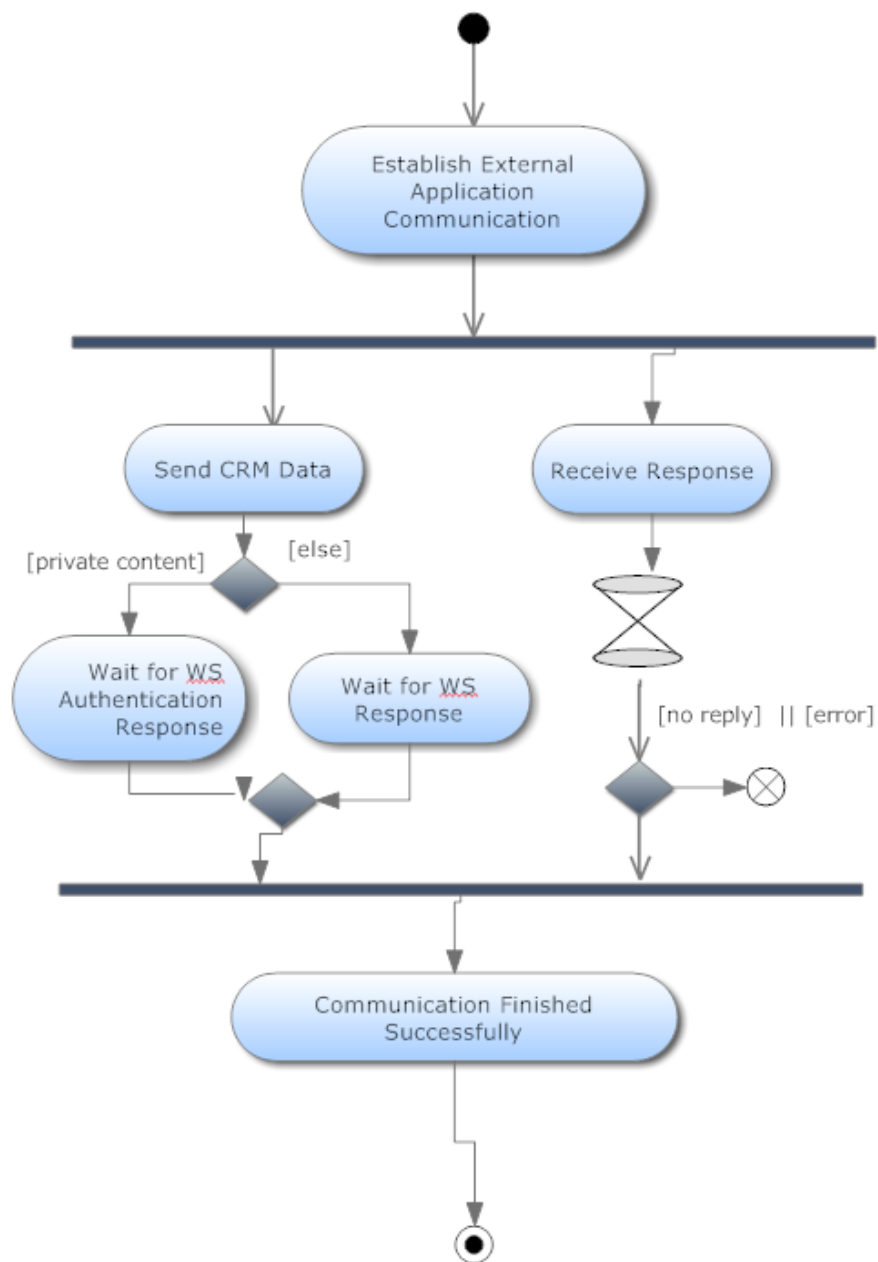 Establish External
Application
Communication
Send CRM Data
Receive Response
[private content]
[else]
Wait for WS
Authentication
Response
Wait for WS
Response
[no reply] || [error]
Communication Finished
Successfully